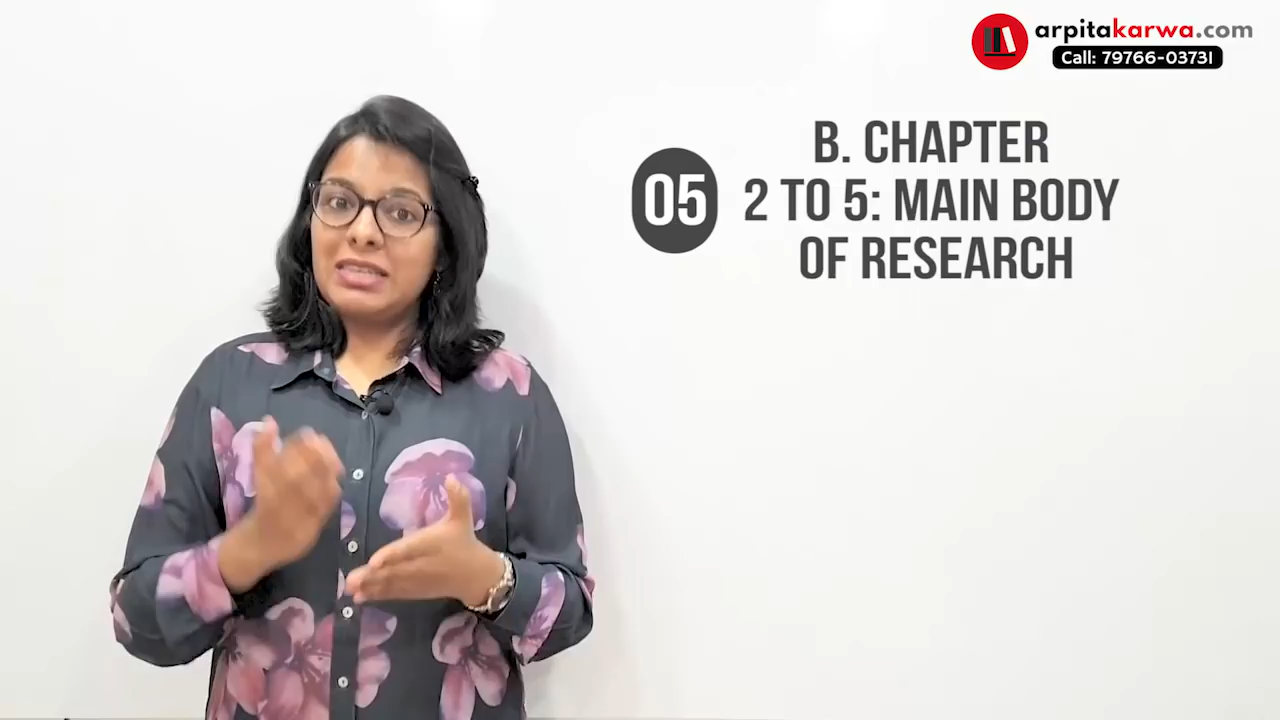 arpitakarwa.com
Call: 79766-03731
05
B. CHAPTER
2 TO 5: MAIN BODY
OF RESEARCH